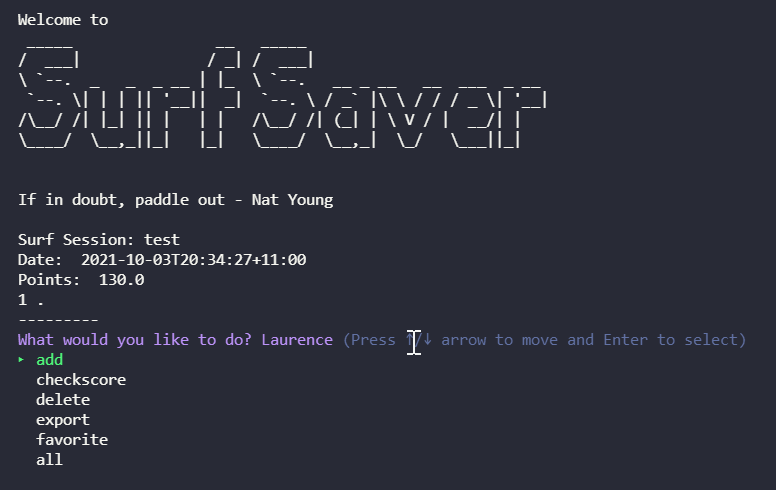 Welcome to
SurfSaver
If in doubt, paddle out - Nat Young
Surf Session: test
Date:  2021-10-03T20:34:27+11:00
Points:  130.0
1 .
---------
What would you like to do? Laurence (Press ↑/↓ arrow to move and Enter to select)
‣ add
checkscore
delete
export
favorite
all